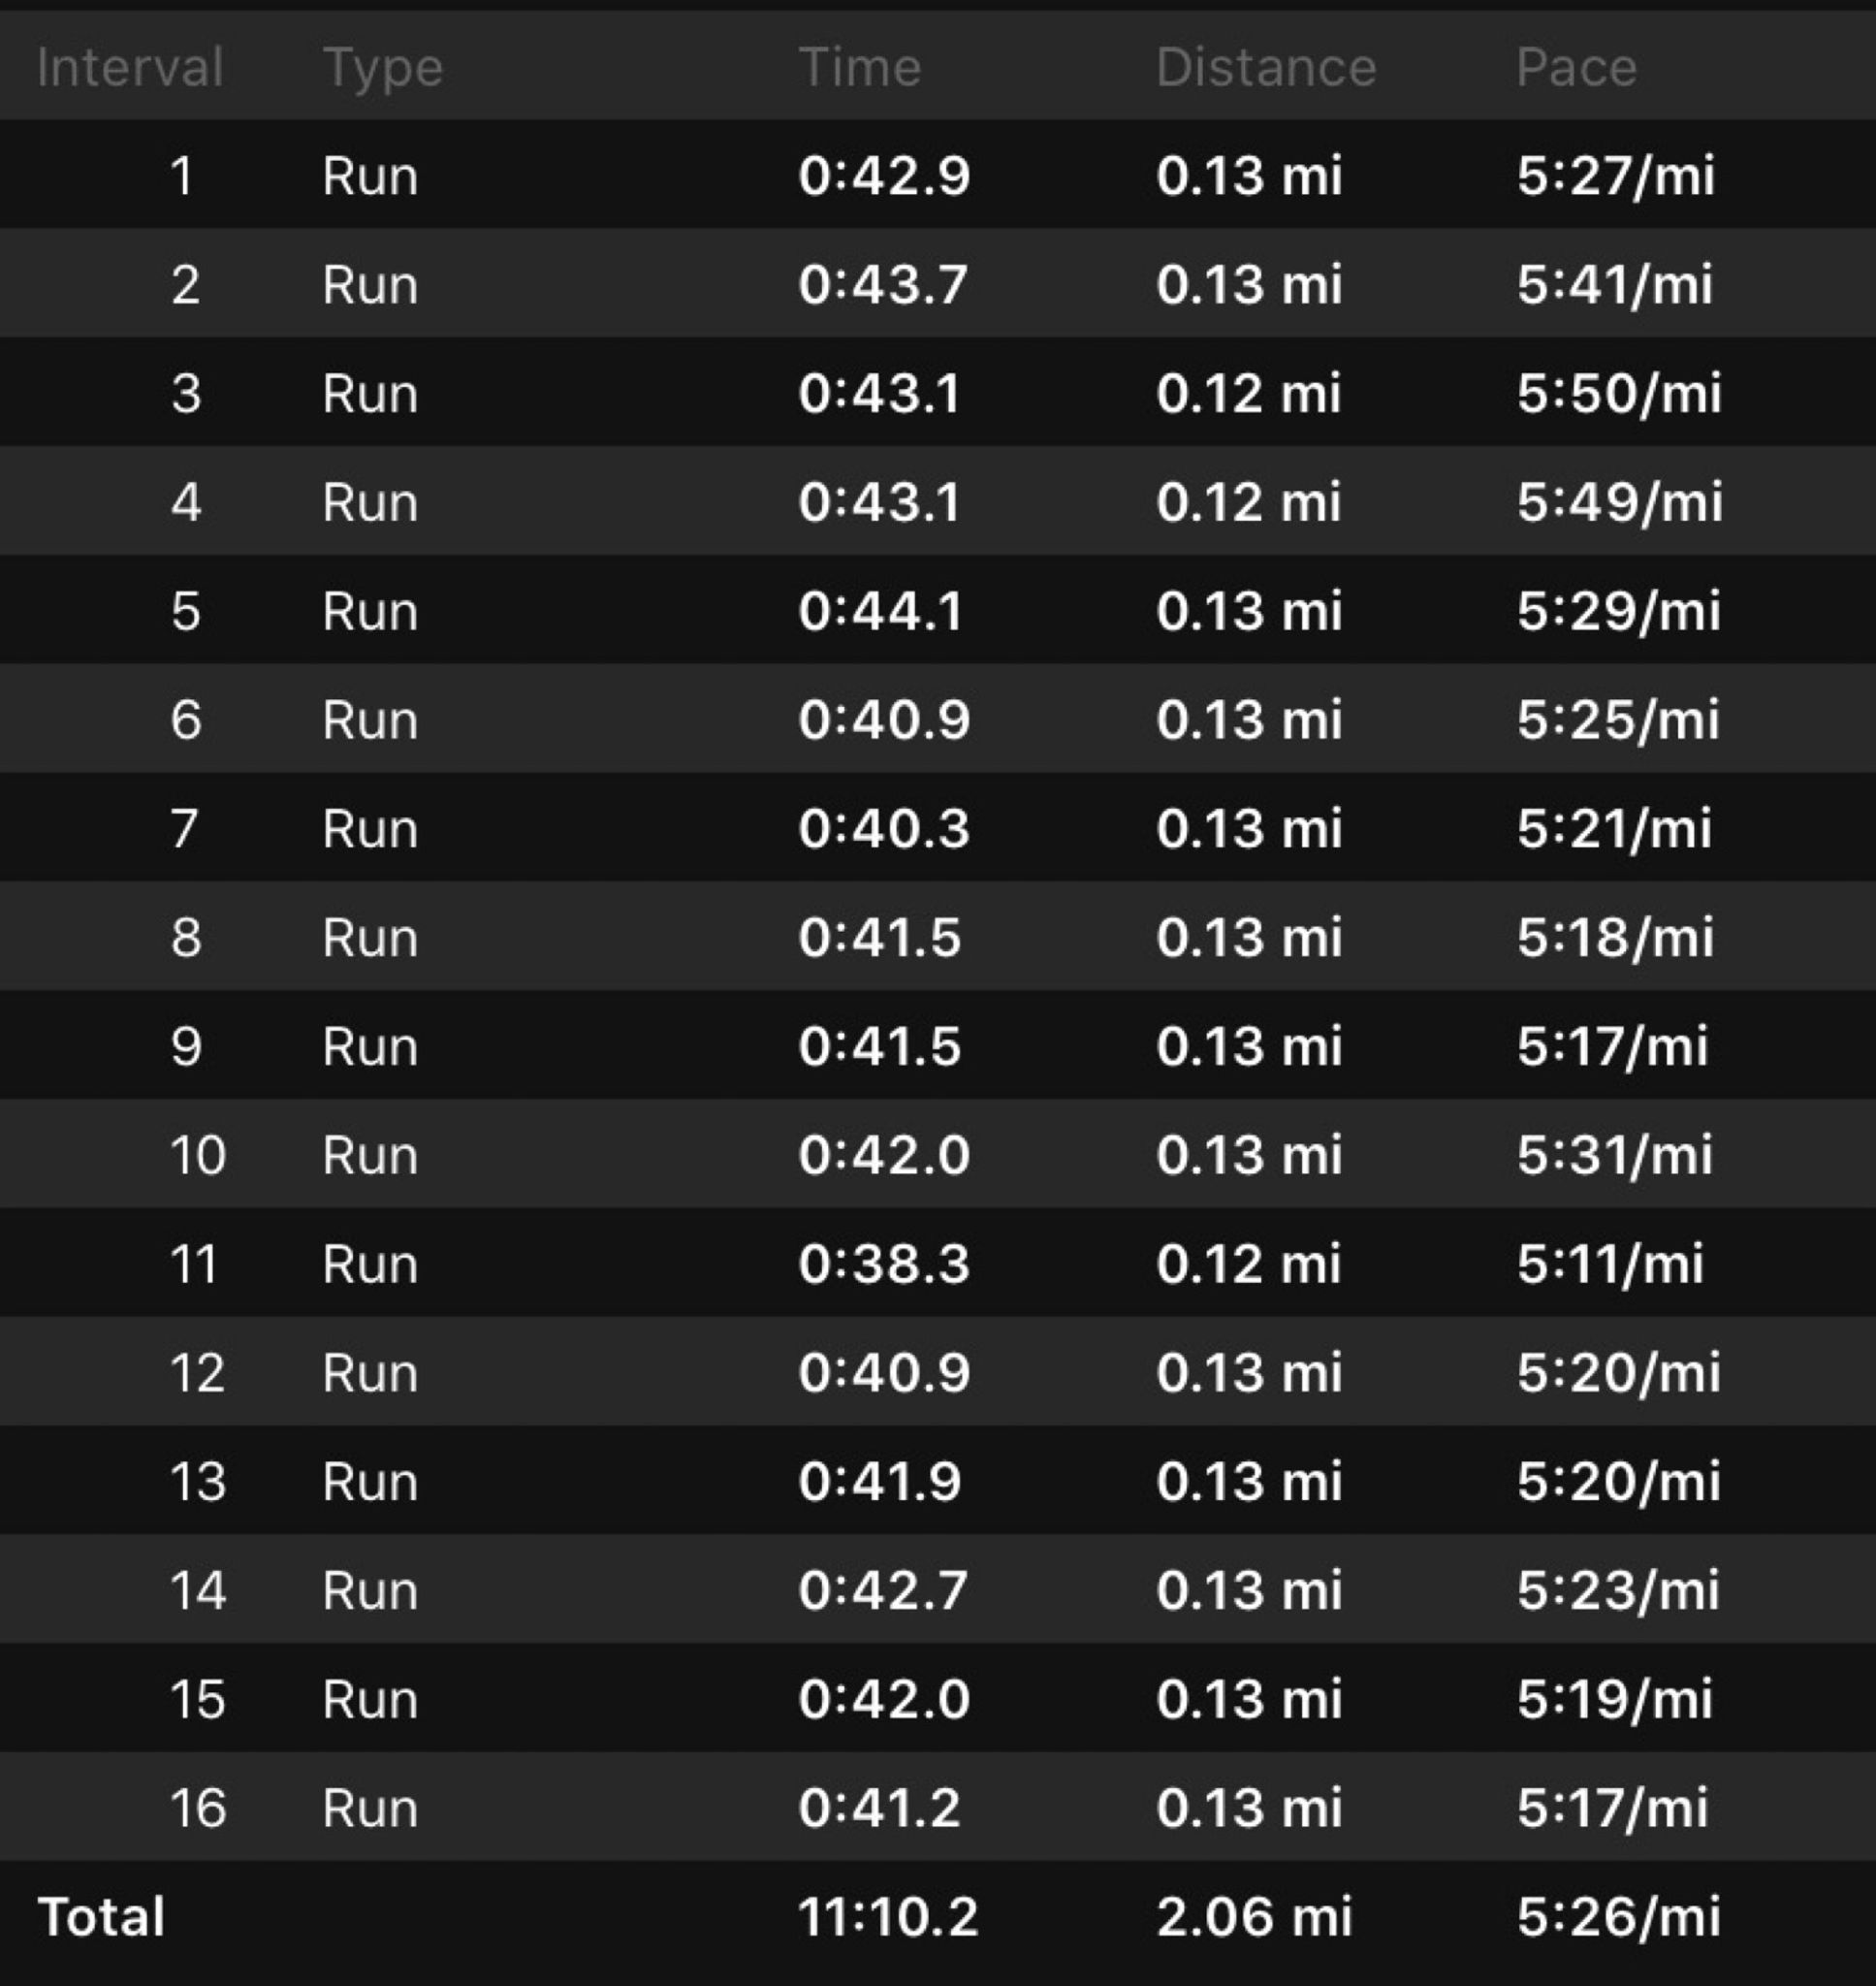 Interval Type Time Distance Pace
1 Run 0:42.9 0.13 mi 5:27/mi
2 Run 0:43.7 0.13 mi 5:41/mi
3 Run 0:43.1 0.12 mi 5:50/mi
4 Run 0:43.1 0.12 mi 5:49/mi
5 Run 0:44.1 0.13 mi 5:29/mi
6 Run 0:40.9 0.13 mi 5:25/mi
7 Run 0:40.3 0.13 mi 5:21/mi
8 Run 0:41.5 0.13 mi 5:18/mi
9 Run 0:41.5 0.13 mi 5:17/mi
10 Run 0:42.0 0.13 mi 5:31/mi
11 Run 0:38.3 0.12 mi 5:11/mi
12 Run 0:40.9 0.13 mi 5:20/mi
13 Run 0:41.9 0.13 mi 5:20/mi
14 Run 0:42.7 0.13 mi 5:23/mi
15 Run 0:42.0 0.13 mi 5:19/mi
16 Run 0:41.2 0.13 mi 5:17/mi
Total 11:10.2 2.06 mi 5:26/mi